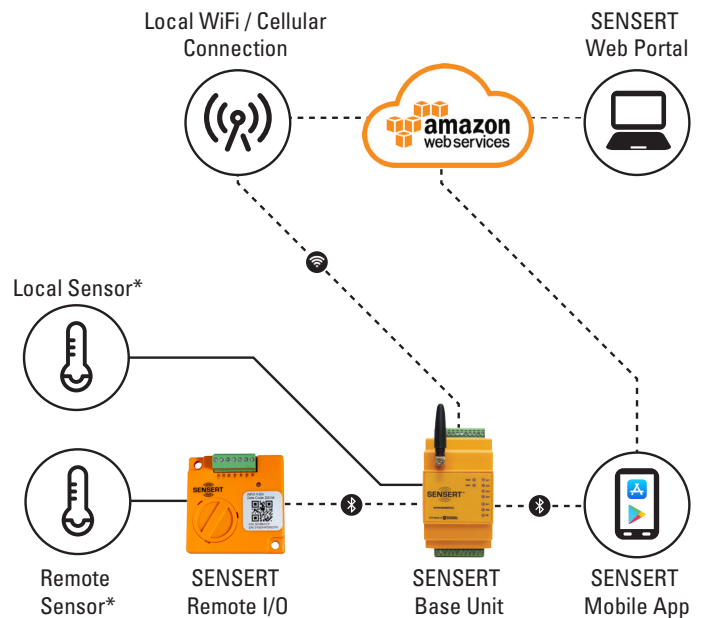 Local WiFi / Cellular
Connection
SENSERT
Web Portal
amazon
web services
Local Sensor*
SENSERT
SENSERT
Remote
Sensor*
SENSERT
Remote I/O
SENSERT
Base Unit
SENSERT
Mobile App